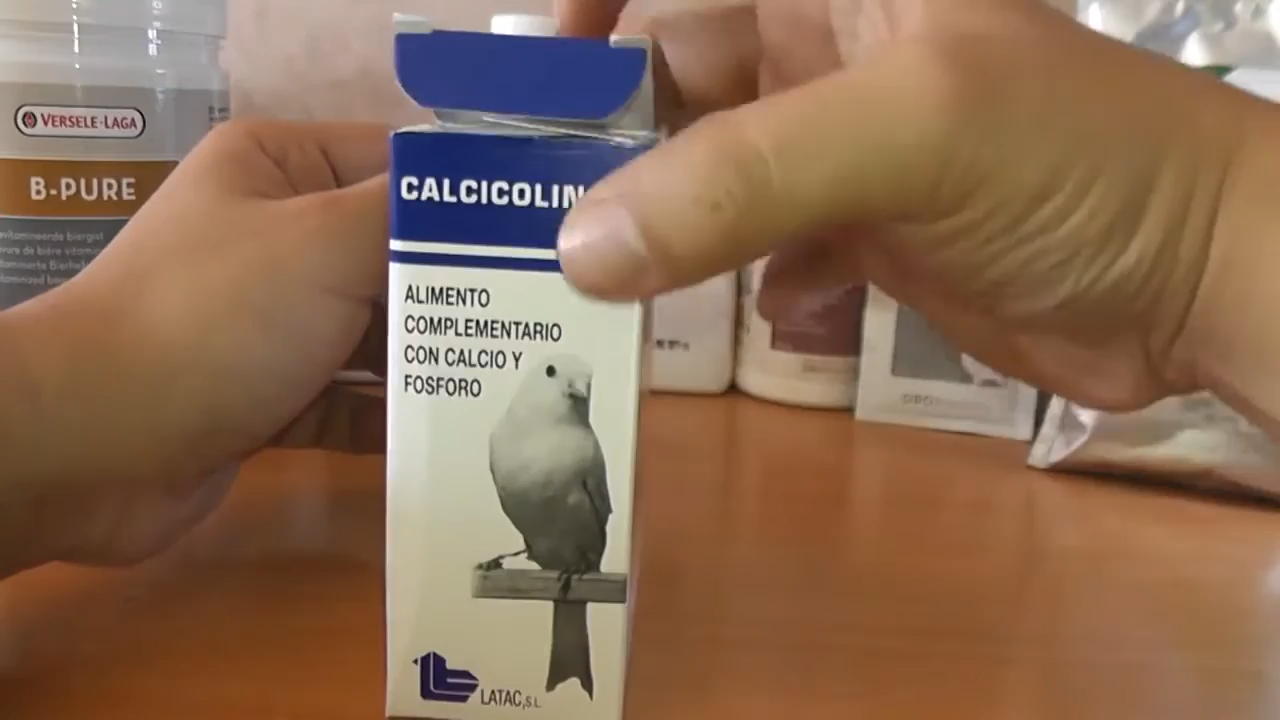 VERSELE-LAGA
B-PURE
CALCICOLIN
ALIMENTO
COMPLEMENTARIO
CON CALCIO Y
FOSFORO
LATAC, S.L.